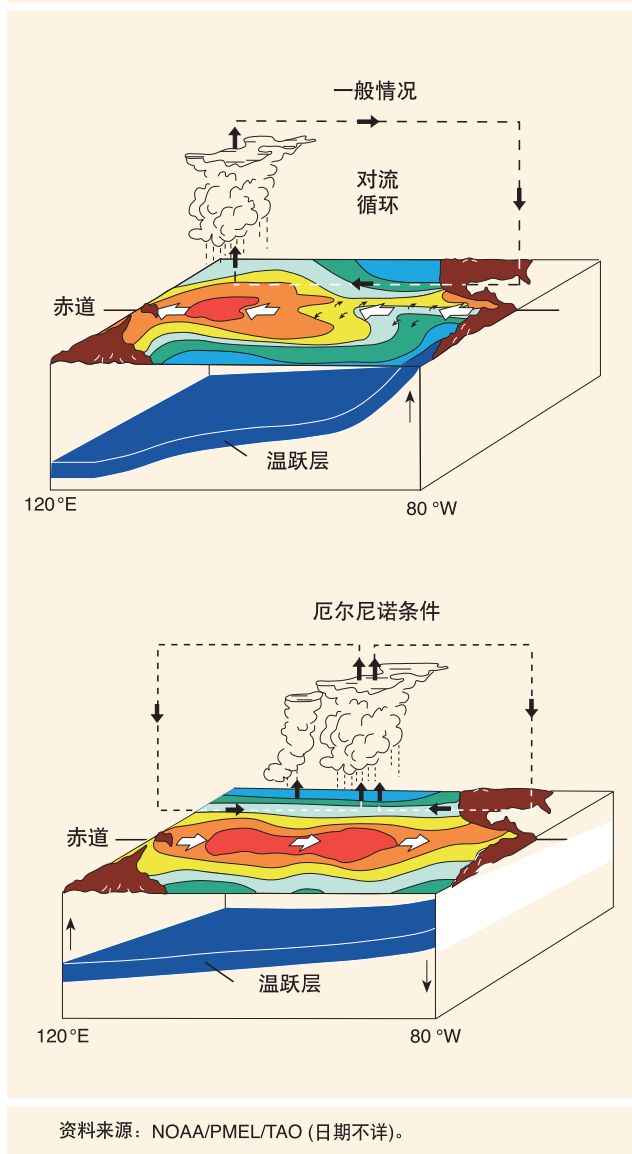 一般情况
对流
循环
赤道
温跃层
120°E
80 °W
厄尔尼诺条件
赤道
温跃层
120°E
80 °W
资料来源：NOAA/PMEL/TAO (日期不详)。